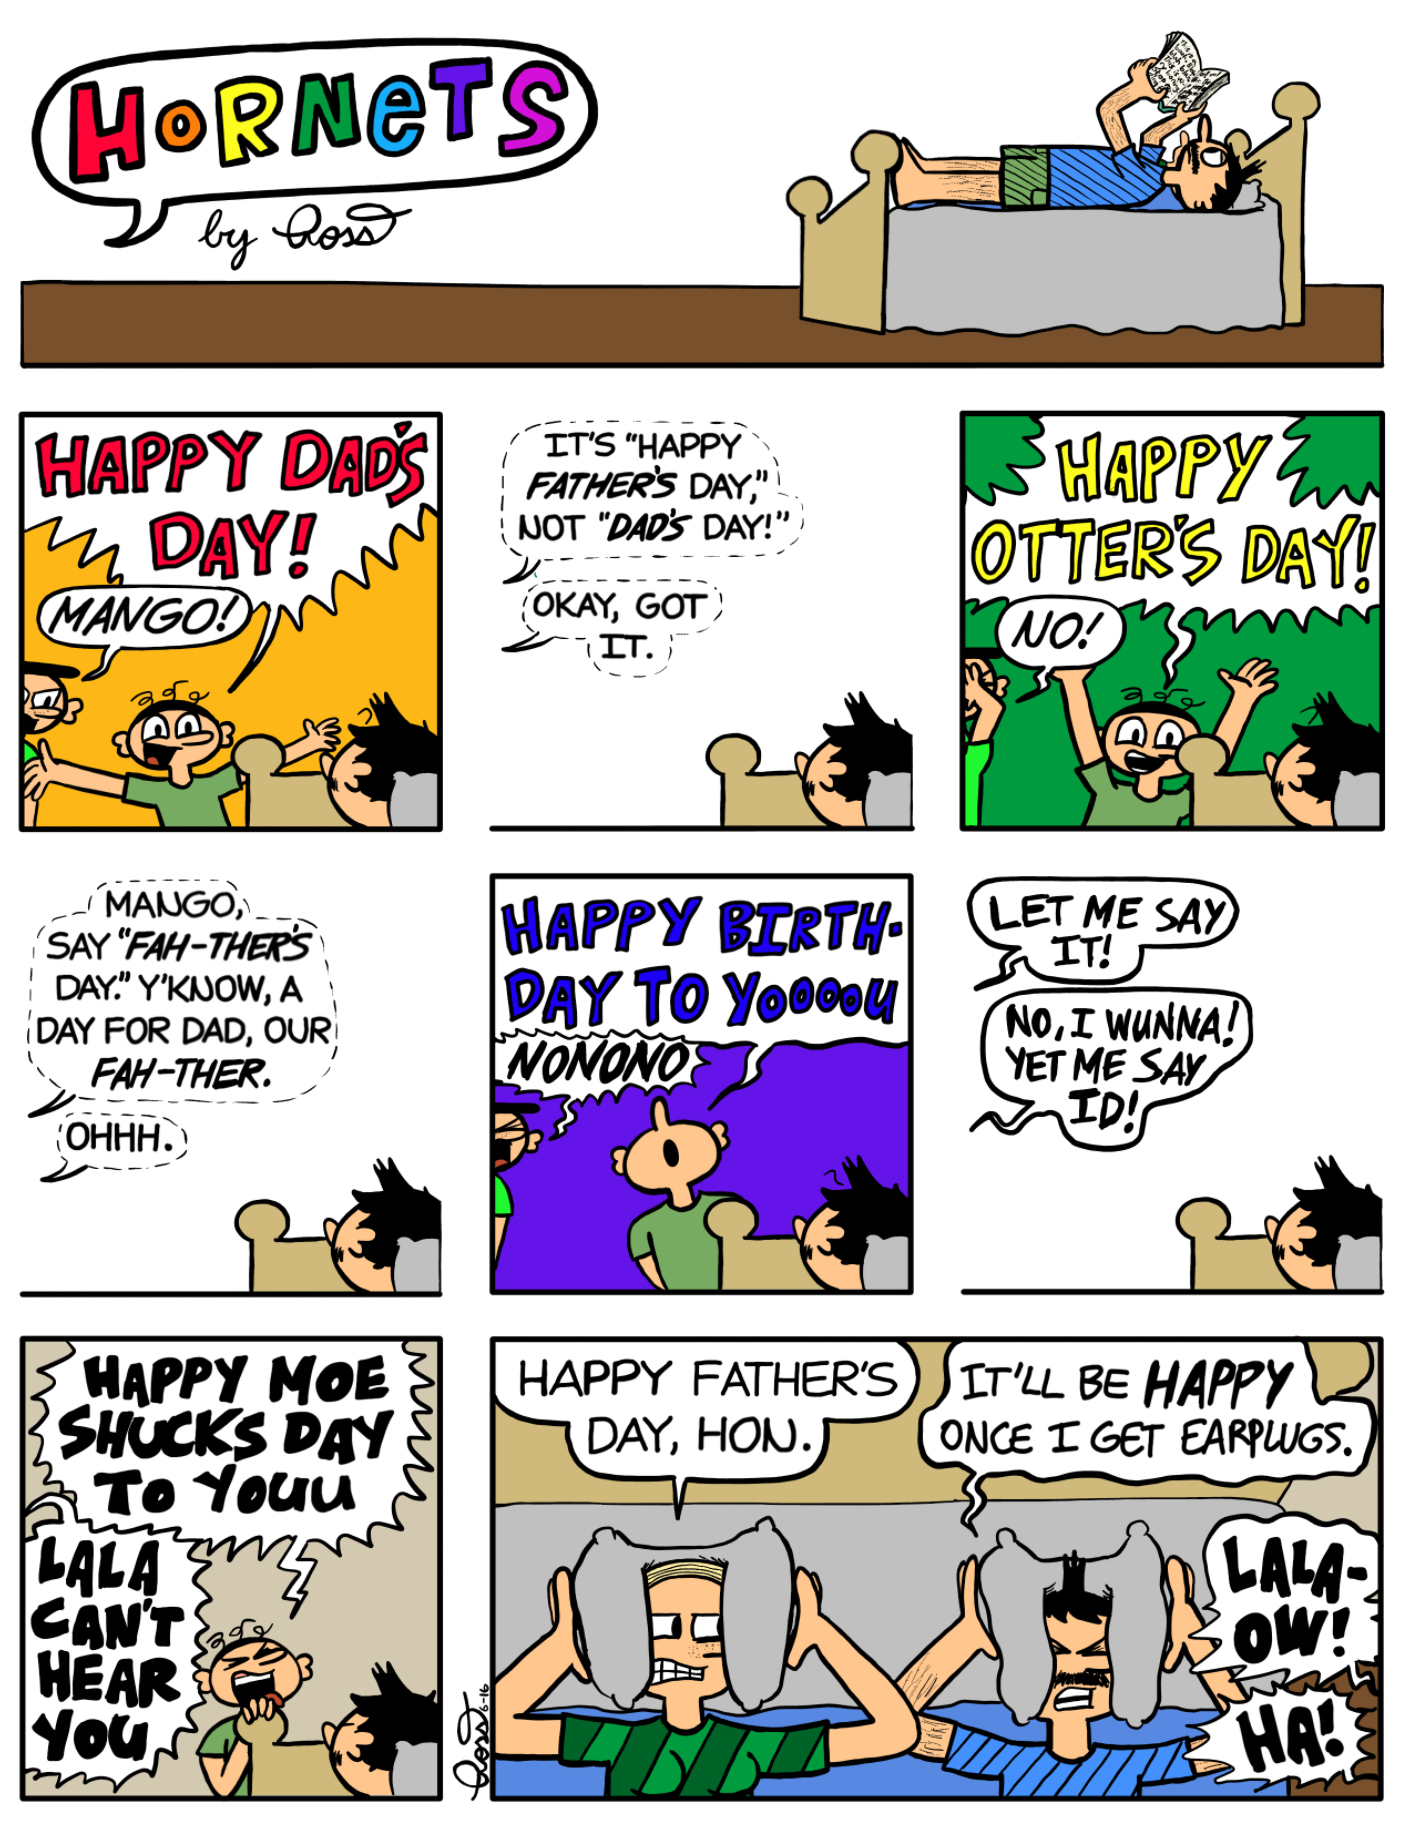 HORNETS
by Ross
HAPPY DAD'S
DAY!
MANGO!
IT'S "HAPPY
FATHER'S DAY,"
NOT "DAD'S DAY!"
OKAY, GOT
IT.
HAPPY
OTTER'S DAY!
NO!
MANGO,
SAY "FAH-THER'S
DAY." Y'KNOW, A
DAY FOR DAD, OUR
FAH-THER.
OHHH.
HAPPY BIRTH-
DAY TO YOOOOU
NONONO
LET ME SAY
IT!
NO, I WUNNA!
YET ME SAY
ID!
HAPPY MOE
SHUCKS DAY
TO YOUU
LALA
CAN'T
HEAR
YOU
HAPPY FATHER'S
DAY, HON.
IT'LL BE HAPPY
ONCE I GET EARPLUGS.
LALA-
OW!
HA!
Ross 6-16